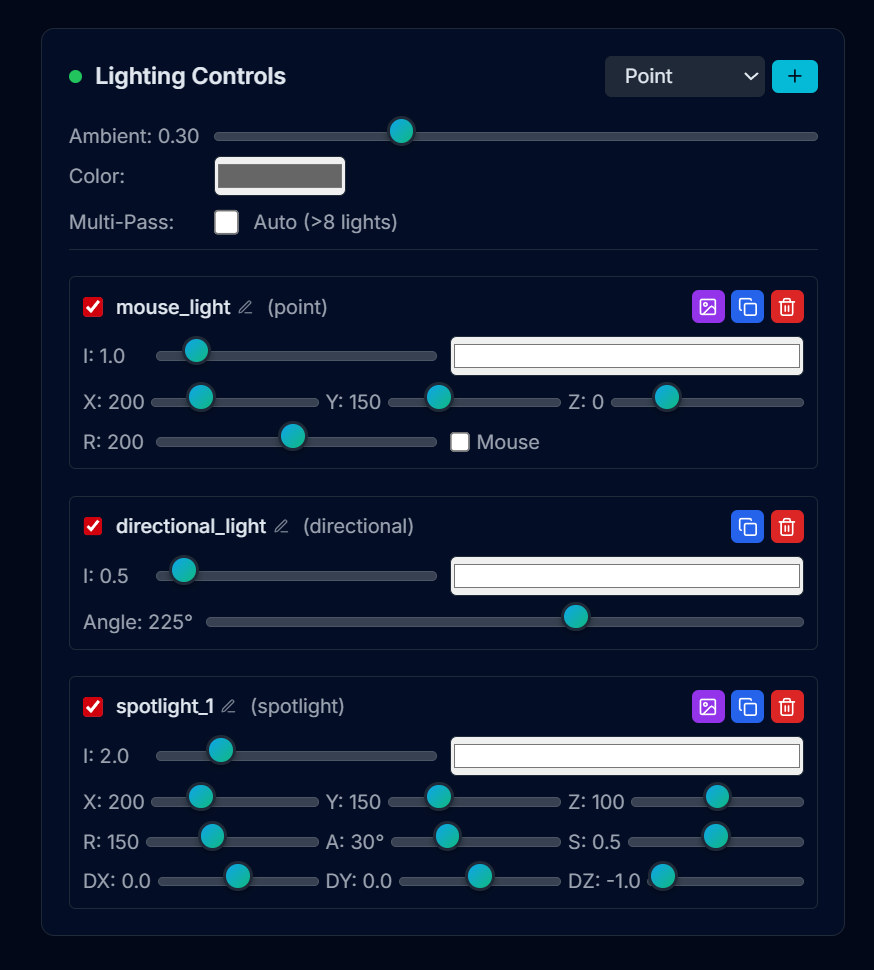 Lighting Controls Point +
Ambient: 0.30
Color:
Multi-Pass: Auto (>8 lights)
mouse_light (point)
I: 1.0
X: 200 Y: 150 Z: 0
R: 200 Mouse
directional_light (directional)
I: 0.5
Angle: 225°
spotlight_1 (spotlight)
I: 2.0
X: 200 Y: 150 Z: 100
R: 150 A: 30° S: 0.5
DX: 0.0 DY: 0.0 DZ: -1.0